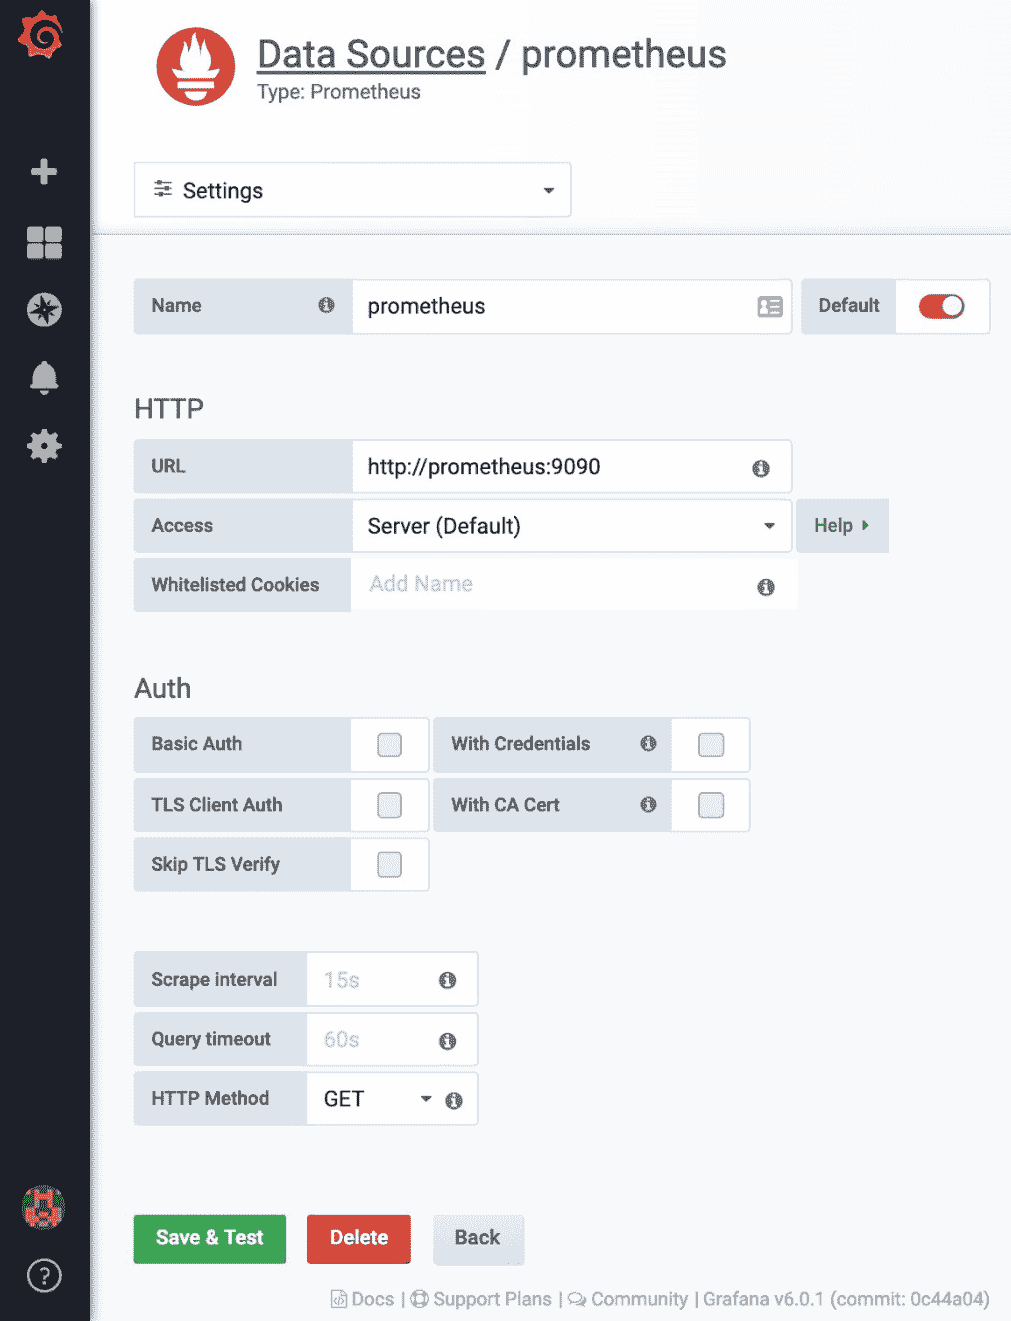 Data Sources / prometheus
Type: Prometheus
Settings
Name prometheus Default
HTTP
URL http://prometheus:9090
Access Server (Default) Help
Whitelisted Cookies Add Name
Auth
Basic Auth With Credentials
TLS Client Auth With CA Cert
Skip TLS Verify
Scrape interval 15s
Query timeout 60s
HTTP Method GET
Save & Test Delete Back
Docs | Support Plans | Community | Grafana v6.0.1 (commit: 0c44a04)